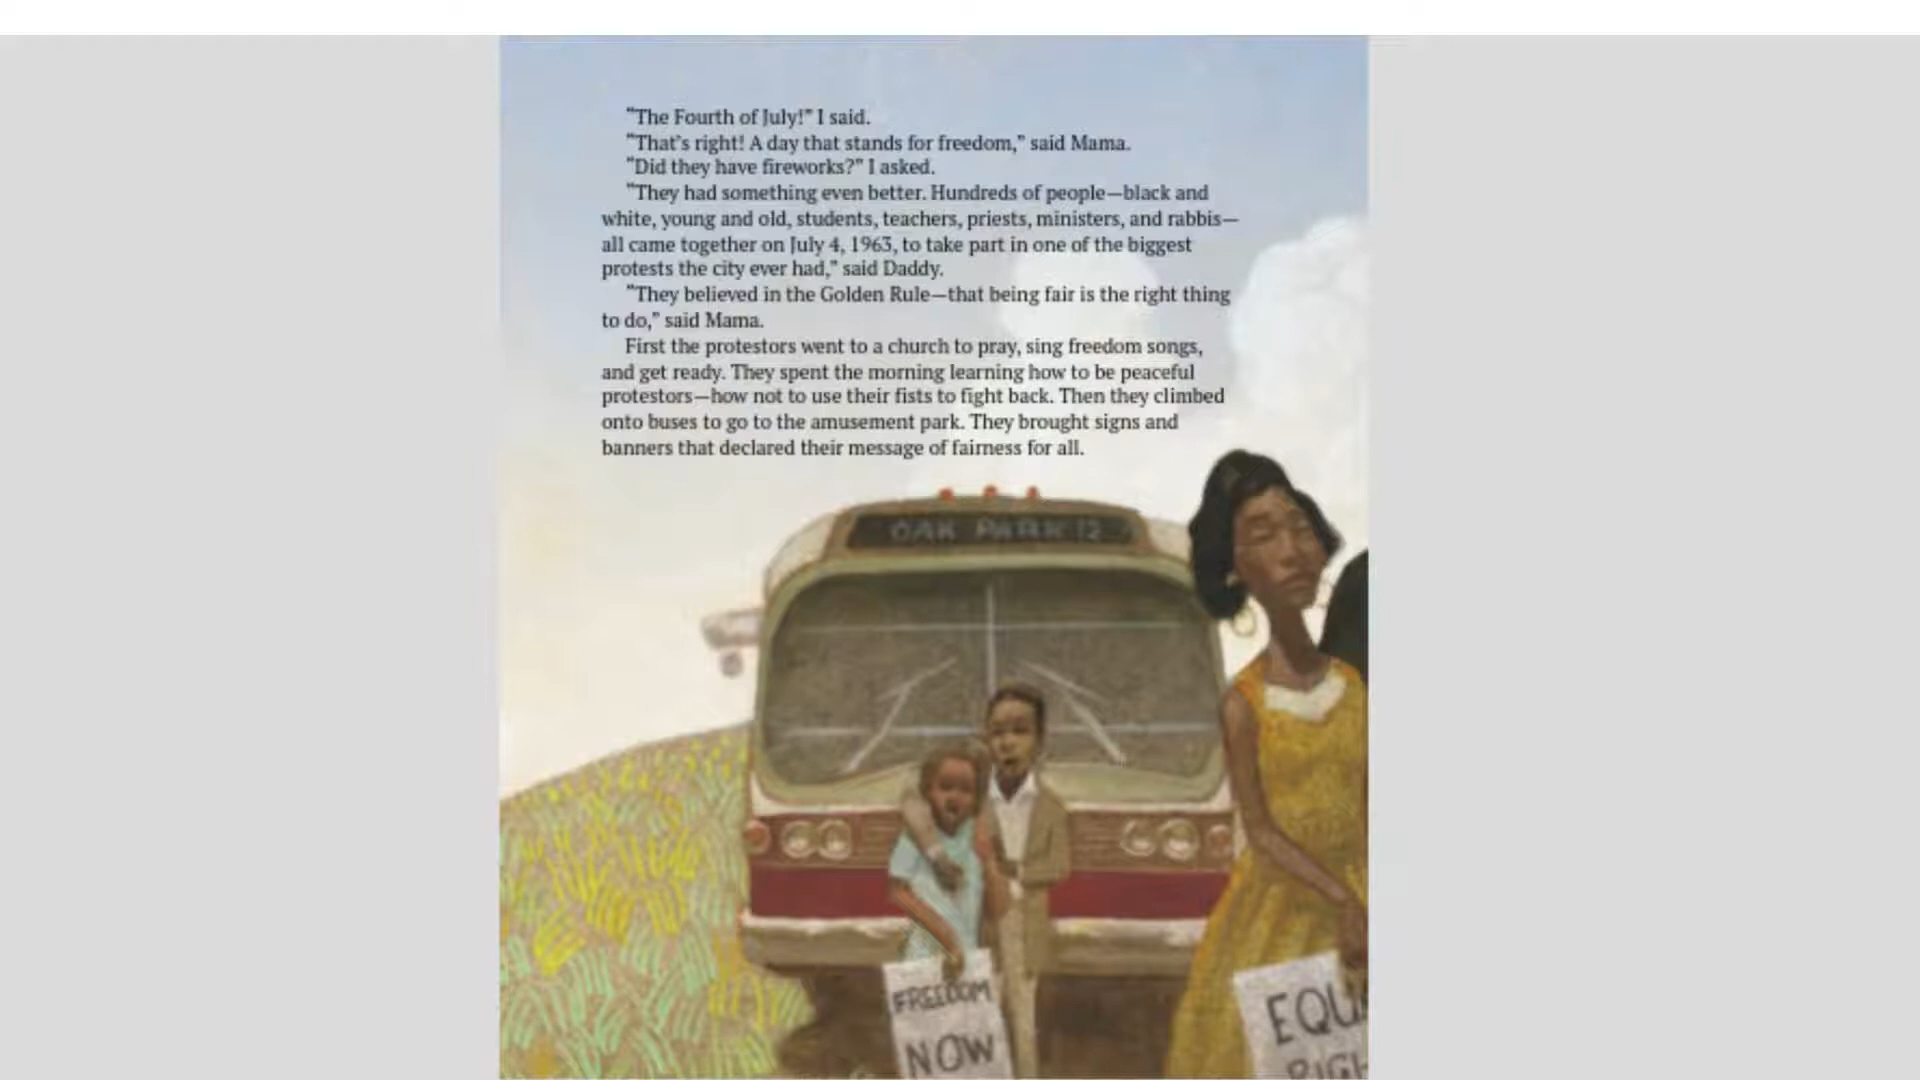 "The Fourth of July!" I said.
"That's right! A day that stands for freedom," said Mama.
"Did they have fireworks?" I asked.
"They had something even better. Hundreds of people—black and
white, young and old, students, teachers, priests, ministers, and rabbis—
all came together on July 4, 1963, to take part in one of the biggest
protests the city ever had," said Daddy.
"They believed in the Golden Rule—that being fair is the right thing
to do," said Mama.
First the protestors went to a church to pray, sing freedom songs,
and get ready. They spent the morning learning how to be peaceful
protestors—how not to use their fists to fight back. Then they climbed
onto buses to go to the amusement park. They brought signs and
banners that declared their message of fairness for all.
OAK PARK 12
FREEDOM
NOW
EQU
RIGH